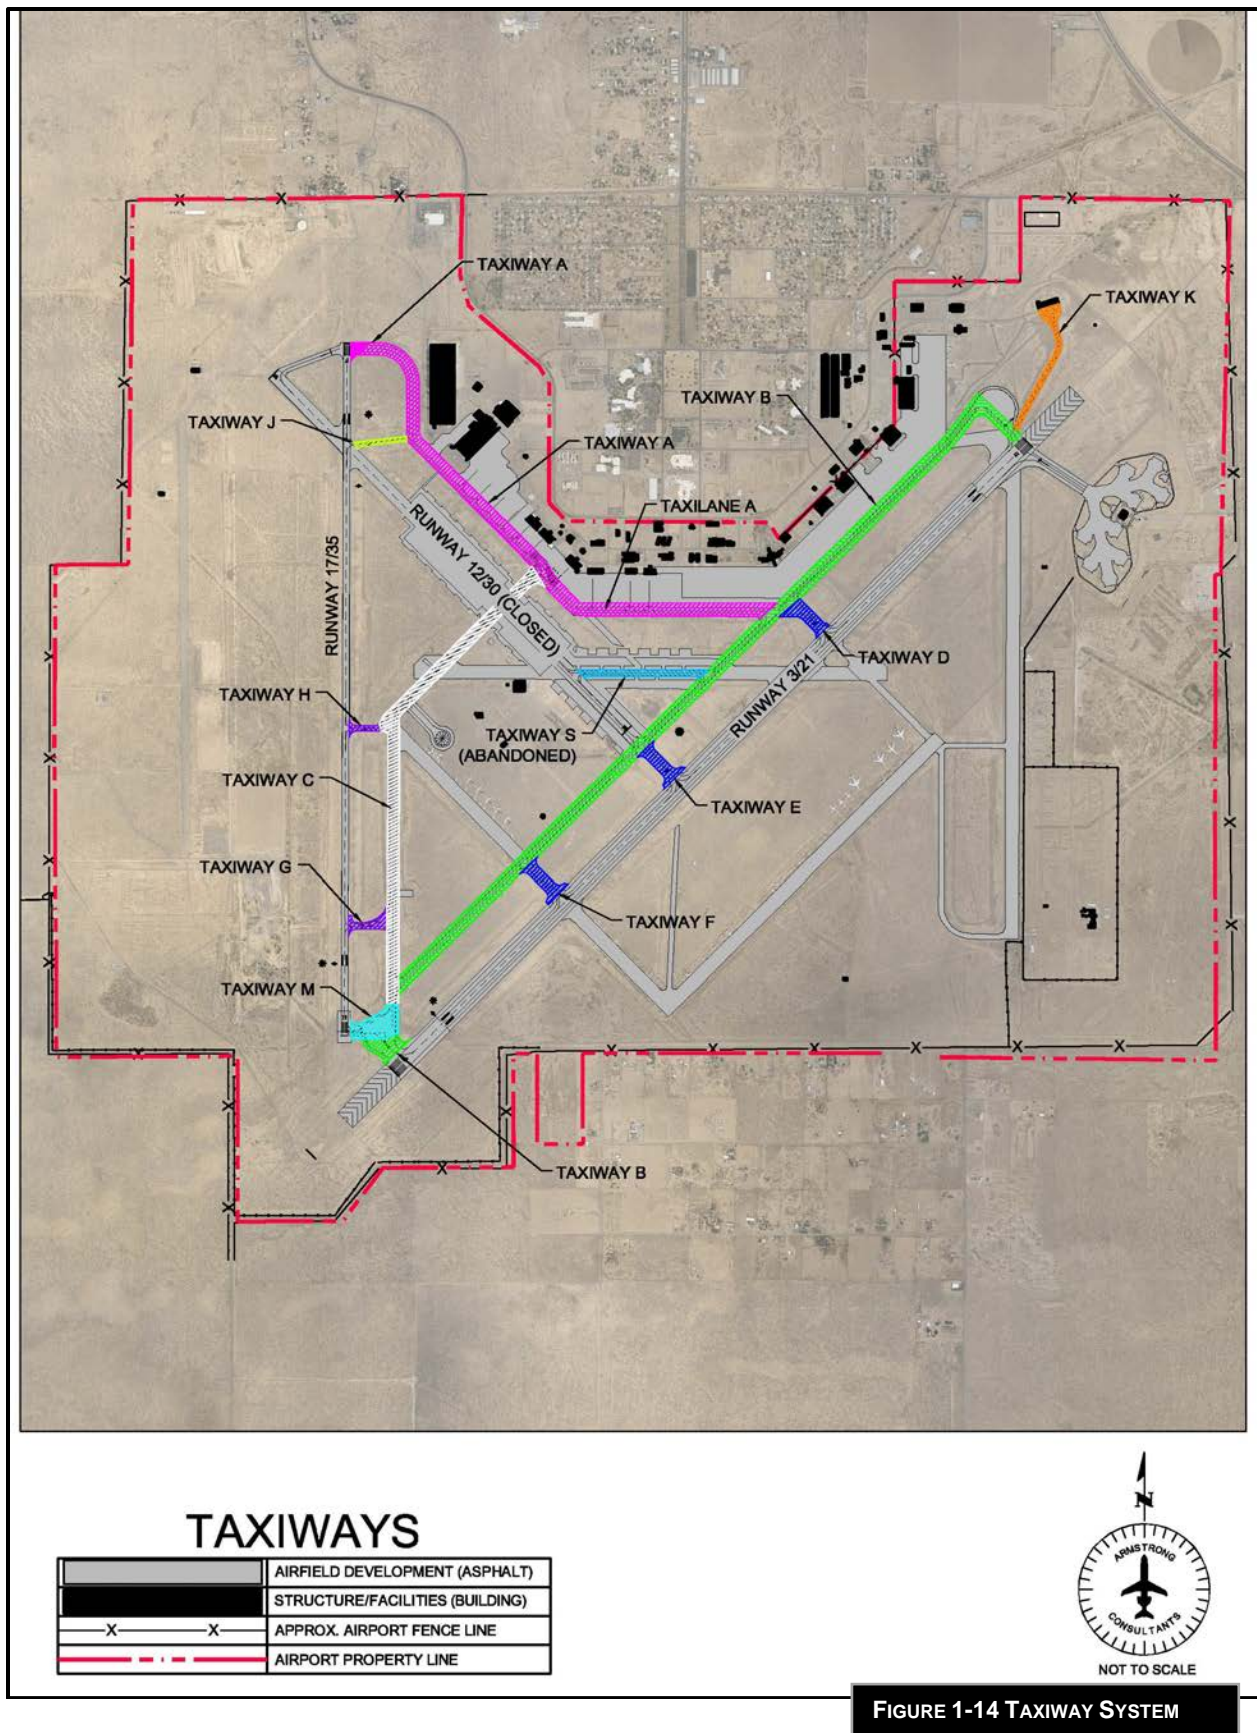 TAXIWAY A
TAXIWAY K
TAXIWAY B
TAXIWAY J
TAXIWAY A
TAXILANE A
RUNWAY 12/30 (CLOSED)
RUNWAY 17/35
TAXIWAY D
RUNWAY 3/21
TAXIWAY H
TAXIWAY S
(ABANDONED)
TAXIWAY C
TAXIWAY E
TAXIWAY G
TAXIWAY F
TAXIWAY M
TAXIWAY B
TAXIWAYS
AIRFIELD DEVELOPMENT (ASPHALT)
STRUCTURE/FACILITIES (BUILDING)
X X APPROX. AIRPORT FENCE LINE
AIRPORT PROPERTY LINE
N
ARMSTRONG
CONSULTANTS
NOT TO SCALE
FIGURE 1-14 TAXIWAY SYSTEM